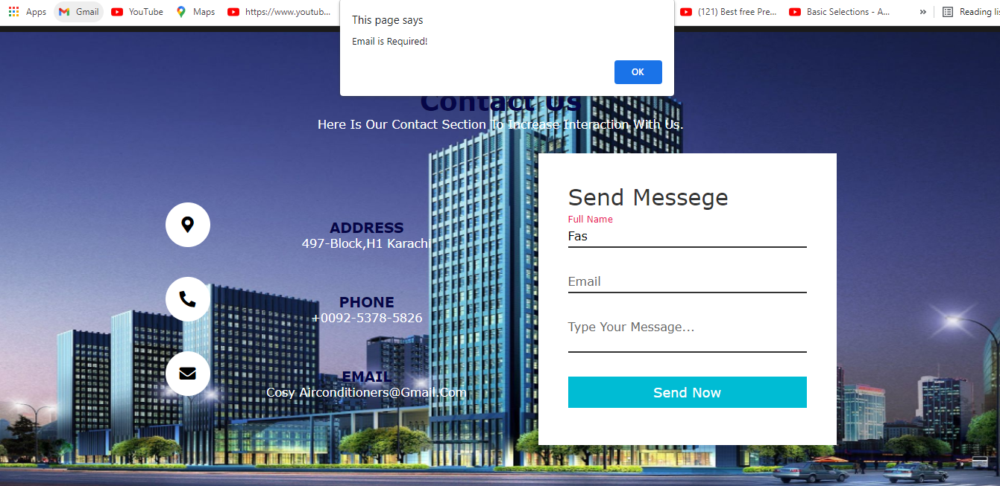 Apps Gmail YouTube Maps https://www.youtub... (121) Best free Pre... Basic Selections - A... » Reading lis
This page says
Email is Required!
OK
Contact Us
Here Is Our Contact Section To Increase Interaction With Us.
ADDRESS
497-Block,H1 Karachi
PHONE
+0092-5378-5826
EMAIL
Cosy Airconditioners@Gmail.Com
Send Messege
Full Name
Fas
Email
Type Your Message...
Send Now